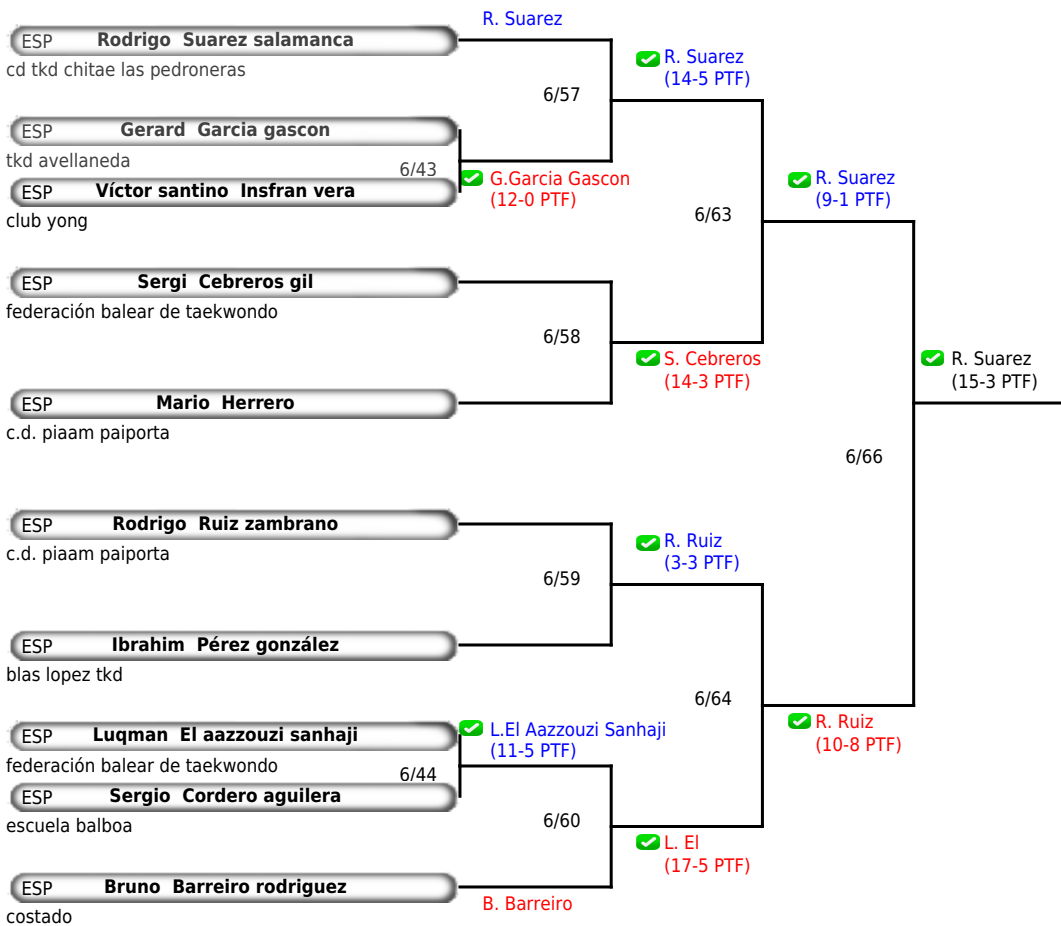 R. Suarez
ESP Rodrigo Suarez salamanca
cd tkd chitae las pedroneras
R. Suarez
(14-5 PTF)
6/57
ESP Gerard Garcia gascon
tkd avellaneda
6/43
G.Garcia Gascon
(12-0 PTF)
ESP Víctor santino Insfran vera
club yong
R. Suarez
(9-1 PTF)
6/63
ESP Sergi Cebreros gil
federación balear de taekwondo
6/58
S. Cebreros
(14-3 PTF)
R. Suarez
(15-3 PTF)
ESP Mario Herrero
c.d. piaam paiporta
6/66
ESP Rodrigo Ruiz zambrano
c.d. piaam paiporta
R. Ruiz
(3-3 PTF)
6/59
ESP Ibrahim Pérez gonzález
blas lopez tkd
6/64
ESP Luqman El aazzouzi sanhaji
federación balear de taekwondo
L.El Aazzouzi Sanhaji
(11-5 PTF)
R. Ruiz
(10-8 PTF)
6/44
ESP Sergio Cordero aguilera
escuela balboa
6/60
L. El
(17-5 PTF)
ESP Bruno Barreiro rodriguez
costado
B. Barreiro